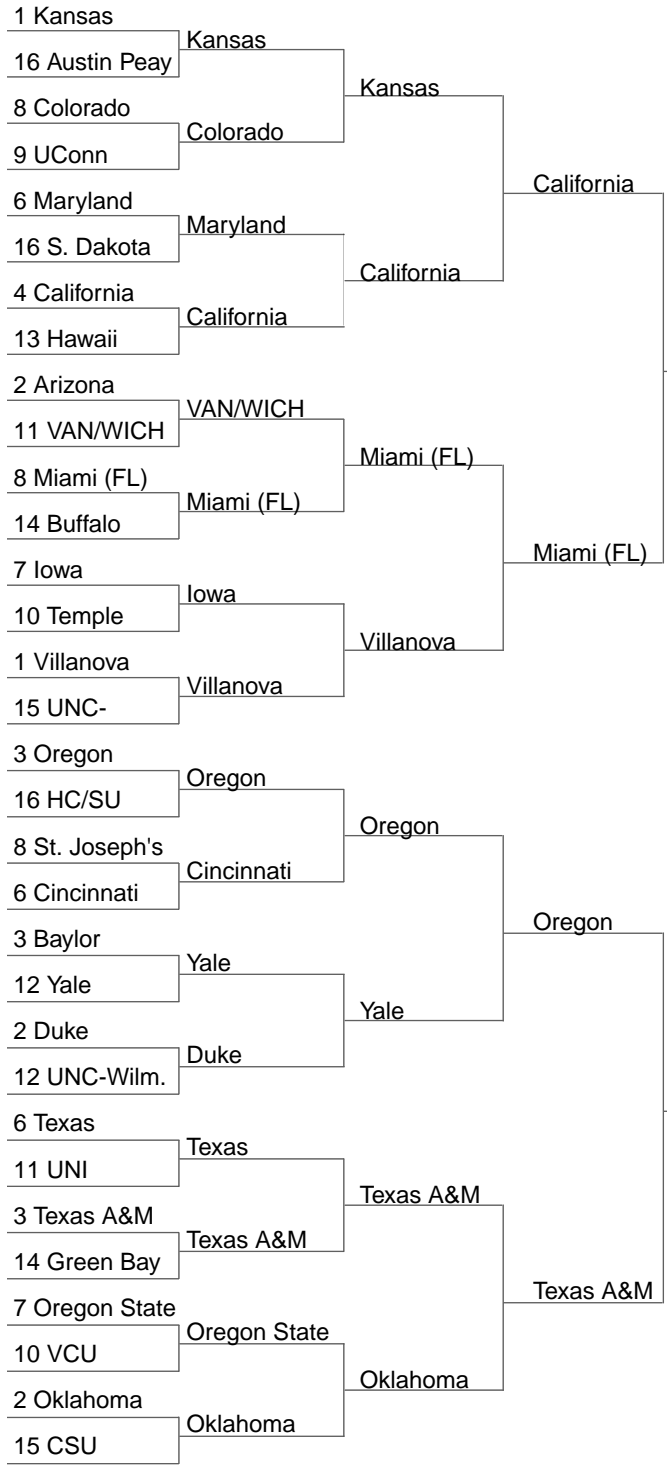 1 Kansas
Kansas
16 Austin Peay
Kansas
8 Colorado
Colorado
9 UConn
California
6 Maryland
Maryland
16 S. Dakota
California
4 California
California
13 Hawaii
2 Arizona
VAN/WICH
11 VAN/WICH
Miami (FL)
8 Miami (FL)
Miami (FL)
14 Buffalo
Miami (FL)
7 Iowa
Iowa
10 Temple
Villanova
1 Villanova
Villanova
15 UNC-
3 Oregon
Oregon
16 HC/SU
Oregon
8 St. Joseph's
Cincinnati
6 Cincinnati
Oregon
3 Baylor
Yale
12 Yale
Yale
2 Duke
Duke
12 UNC-Wilm.
6 Texas
Texas
11 UNI
Texas A&M
3 Texas A&M
Texas A&M
14 Green Bay
Texas A&M
7 Oregon State
Oregon State
10 VCU
Oklahoma
2 Oklahoma
Oklahoma
15 CSU